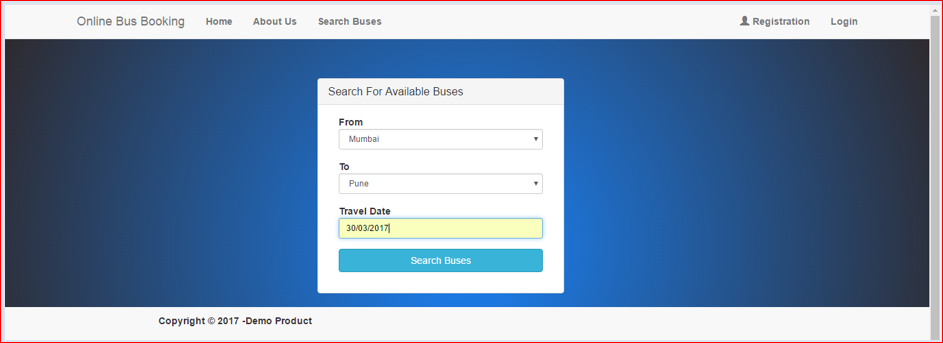 Online Bus Booking Home About Us Search Buses Registration Login
Search For Available Buses
From
Mumbai
To
Pune
Travel Date
30/03/2017
Search Buses
Copyright © 2017 -Demo Product